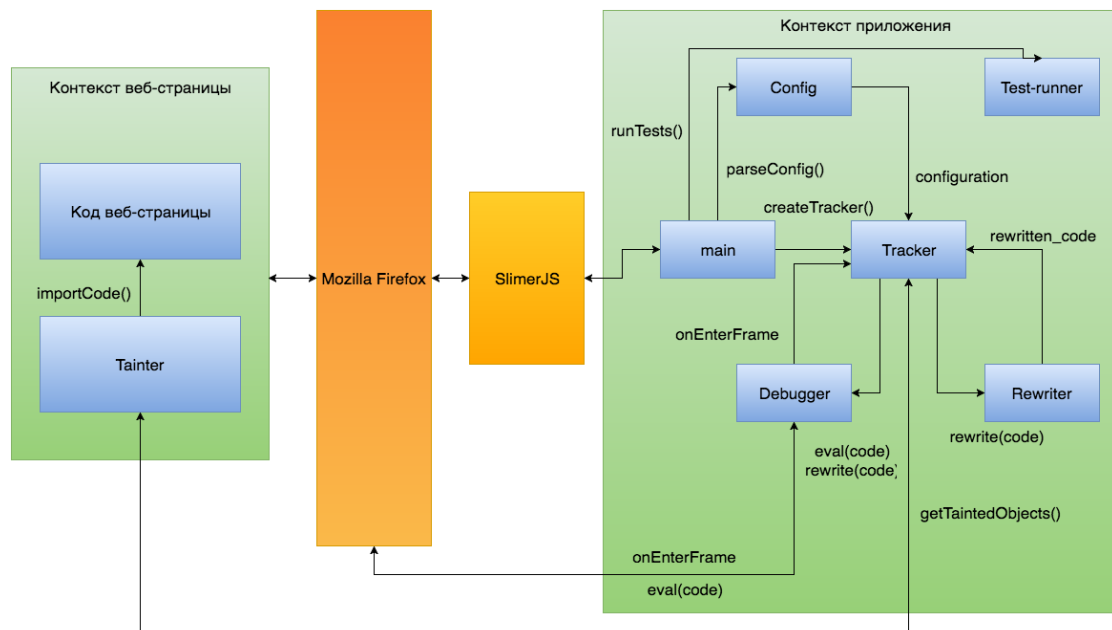 Контекст приложения
Контекст веб-страницы
Config
Test-runner
runTests()
parseConfig()
configuration
createTracker()
Код веб-страницы
main
Tracker
rewritten_code
Mozilla Firefox
SlimerJS
importCode()
onEnterFrame
Tainter
Debugger
Rewriter
rewrite(code)
eval(code)
rewrite(code)
getTaintedObjects()
onEnterFrame
eval(code)